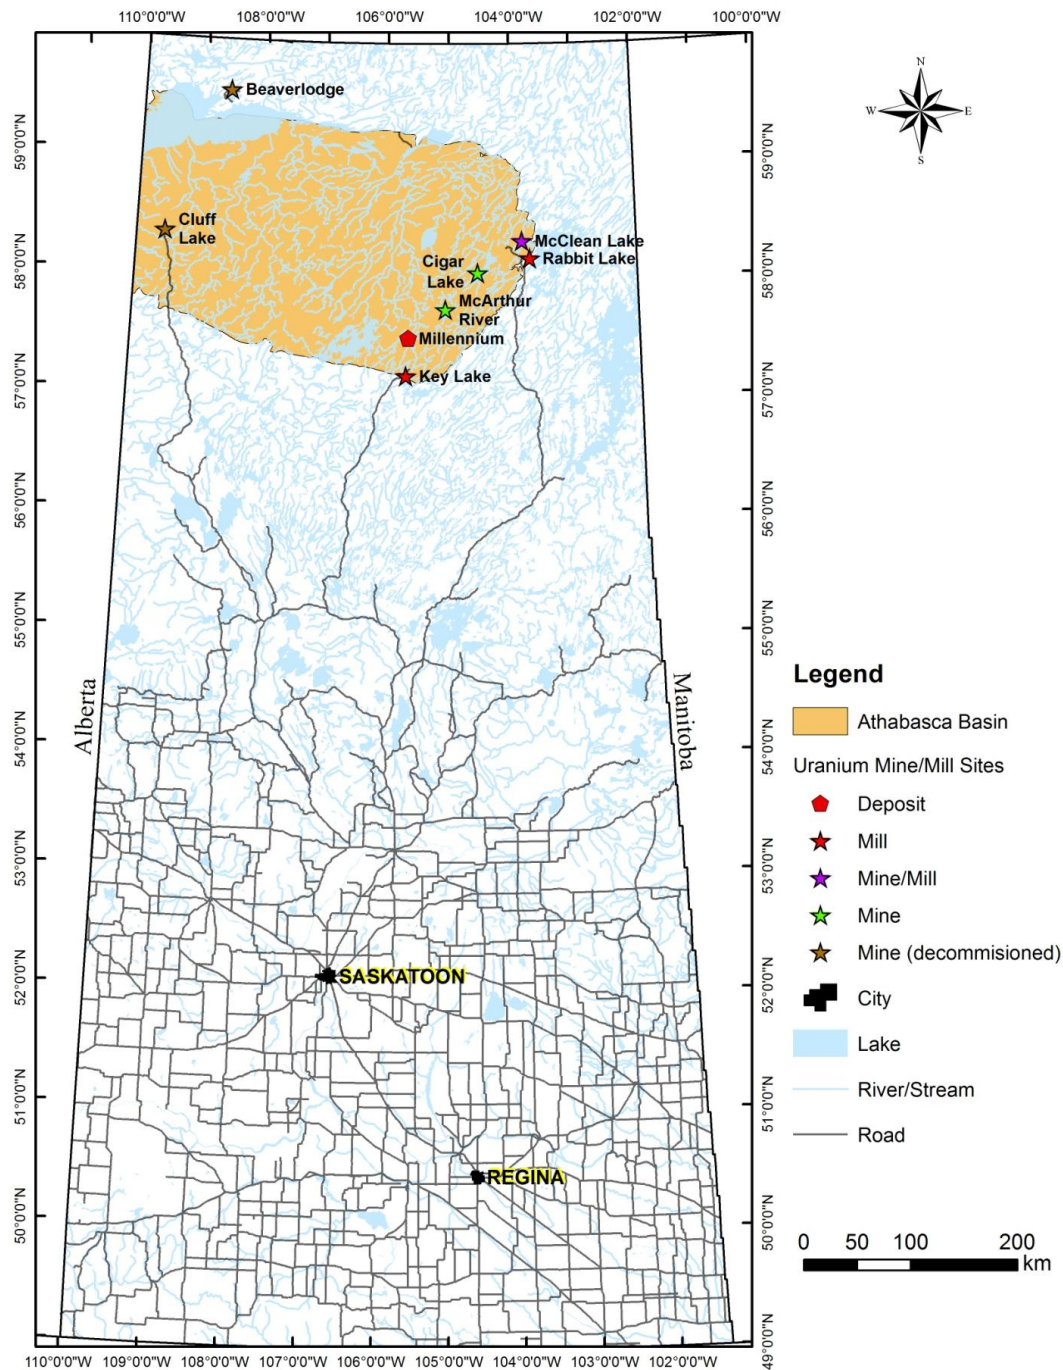 110°0'0"W 108°0'0"W 106°0'0"W 104°0'0"W 102°0'0"W 100°0'0"W
N
W E
S
Beaverlodge
59°0'0"N
59°0'0"N
Cluff
Lake
McClean Lake
Rabbit Lake
58°0'0"N
58°0'0"N
Cigar
Lake
McArthur
River
Millennium
Key Lake
57°0'0"N
57°0'0"N
56°0'0"N
56°0'0"N
55°0'0"N
55°0'0"N
Alberta
Manitoba
54°0'0"N
54°0'0"N
53°0'0"N
53°0'0"N
SASKATOON
52°0'0"N
52°0'0"N
51°0'0"N
51°0'0"N
REGINA
50°0'0"N
50°0'0"N
49°0'0"N
110°0'0"W 109°0'0"W 107°0'0"W 106°0'0"W 104°0'0"W 103°0'0"W 102°0'0"W
Legend
Athabasca Basin
Uranium Mine/Mill Sites
Deposit
Mill
Mine/Mill
Mine
Mine (decommisioned)
City
Lake
River/Stream
Road
0 50 100 200
km